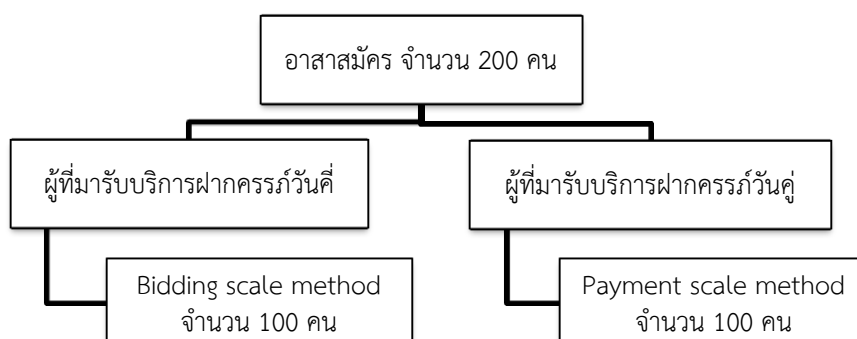 อาสาสมัคร จำนวน 200 คน
ผู้ที่มารับบริการฝากครรภ์วันคี่
ผู้ที่มารับบริการฝากครรภ์วันคู่
Bidding scale method
จำนวน 100 คน
Payment scale method
จำนวน 100 คน